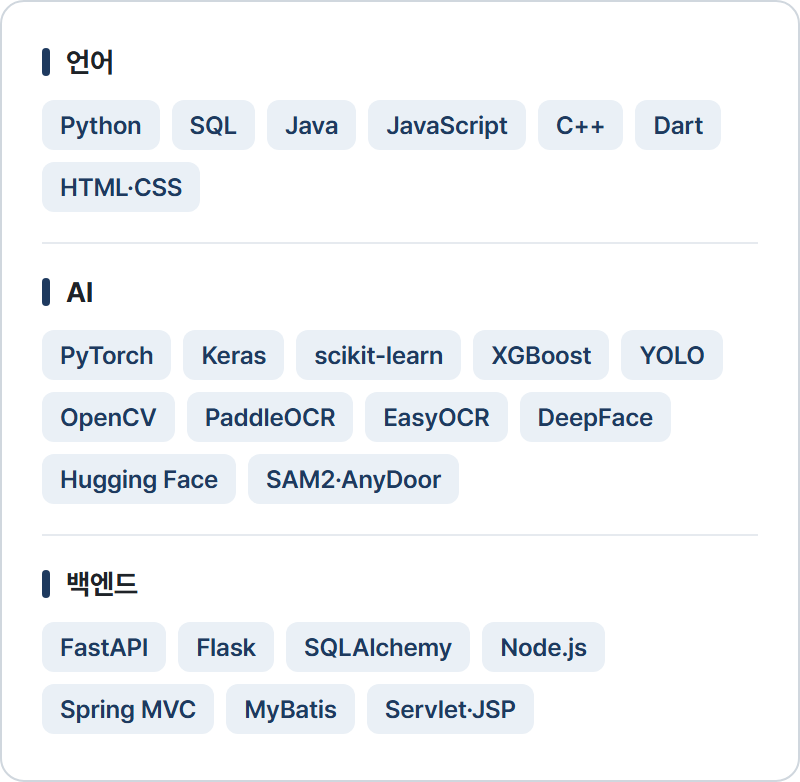 언어
Python SQL Java JavaScript C++ Dart
HTML·CSS
AI
PyTorch Keras scikit-learn XGBoost YOLO
OpenCV PaddleOCR EasyOCR DeepFace
Hugging Face SAM2·AnyDoor
백엔드
FastAPI Flask SQLAlchemy Node.js
Spring MVC MyBatis Servlet·JSP